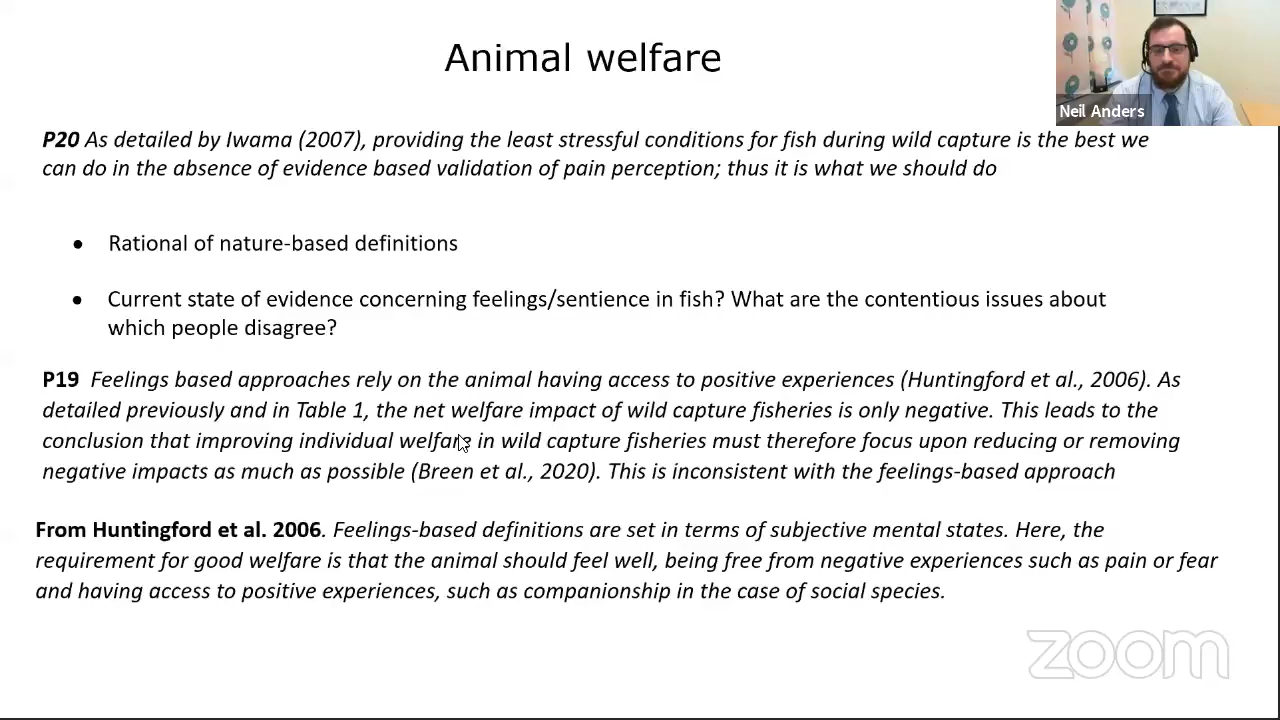 Animal welfare
Neil Anders
P20 As detailed by Iwama (2007), providing the least stressful conditions for fish during wild capture is the best we
can do in the absence of evidence based validation of pain perception; thus it is what we should do
● Rational of nature-based definitions
● Current state of evidence concerning feelings/sentience in fish? What are the contentious issues about
which people disagree?
P19 Feelings based approaches rely on the animal having access to positive experiences (Huntingford et al., 2006). As
detailed previously and in Table 1, the net welfare impact of wild capture fisheries is only negative. This leads to the
conclusion that improving individual welfare in wild capture fisheries must therefore focus upon reducing or removing
negative impacts as much as possible (Breen et al., 2020). This is inconsistent with the feelings-based approach
From Huntingford et al. 2006. Feelings-based definitions are set in terms of subjective mental states. Here, the
requirement for good welfare is that the animal should feel well, being free from negative experiences such as pain or fear
and having access to positive experiences, such as companionship in the case of social species.
zoom